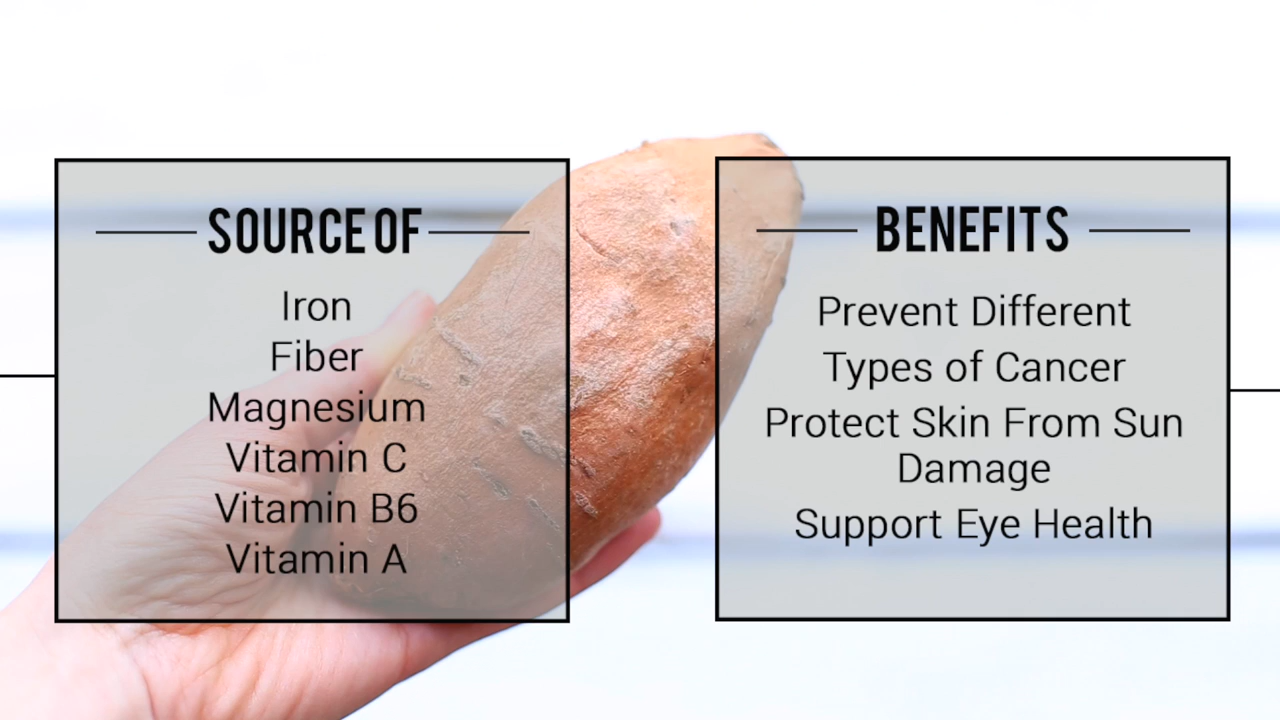 SOURCE OF
Iron
Fiber
Magnesium
Vitamin C
Vitamin B6
Vitamin A
BENEFITS
Prevent Different
Types of Cancer
Protect Skin From Sun
Damage
Support Eye Health